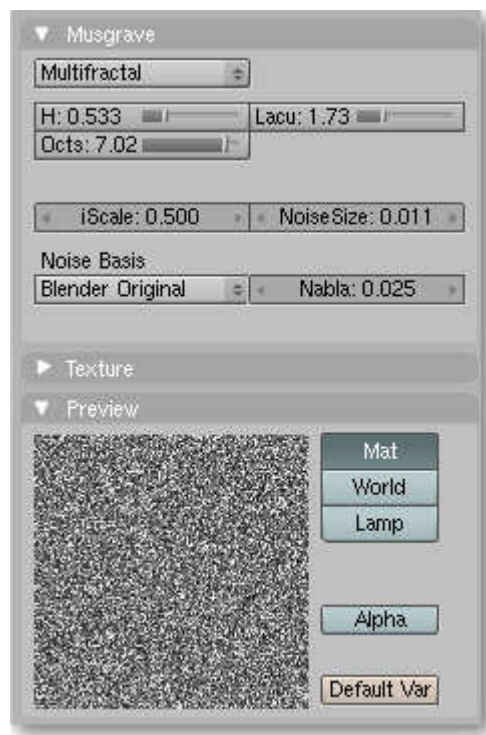 Musgrave
Multifractal
H: 0.533 Lacu: 1.73
Octs: 7.02
iScale: 0.500 NoiseSize: 0.011
Noise Basis
Blender Original Nabla: 0.025
Texture
Preview
Mat
World
Lamp
Alpha
Default Var